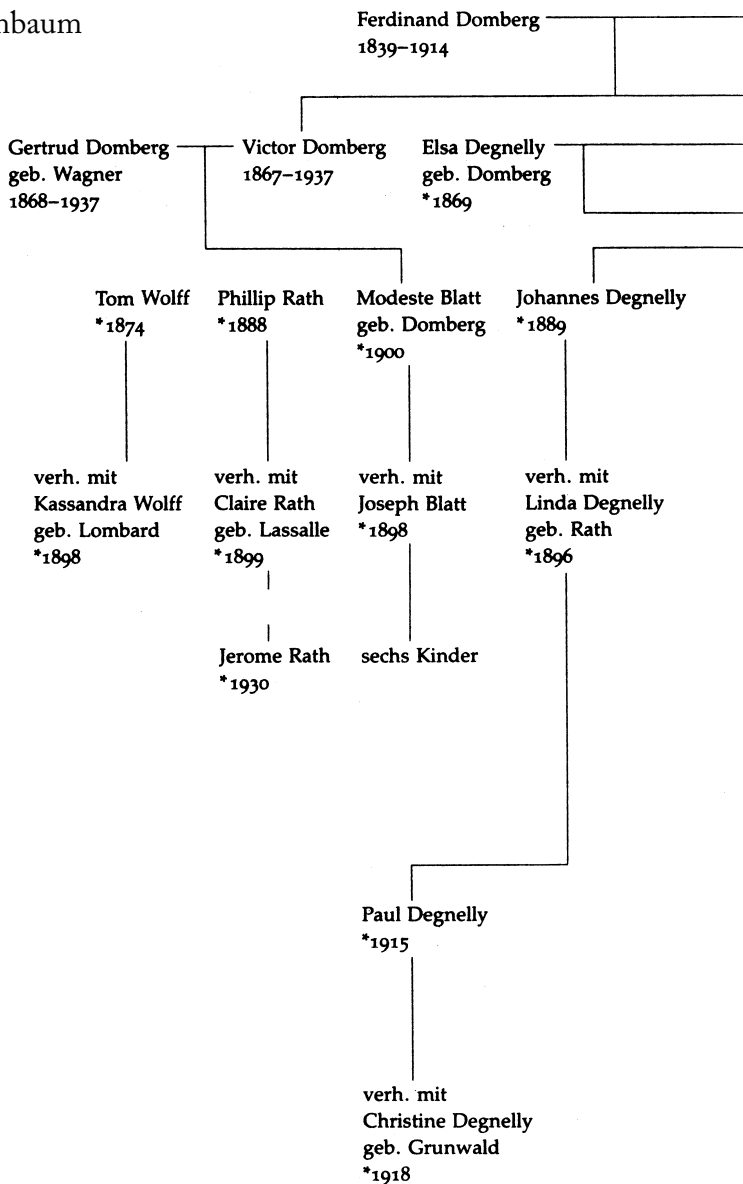 nbaum
Ferdinand Domberg
1839–1914
Gertrud Domberg
geb. Wagner
1868–1937
Victor Domberg
1867–1937
Elsa Degnelly
geb. Domberg
*1869
Tom Wolff
*1874
Phillip Rath
*1888
Modeste Blatt
geb. Domberg
*1900
Johannes Degnelly
*1889
verh. mit
Kassandra Wolff
geb. Lombard
*1898
verh. mit
Claire Rath
geb. Lassalle
*1899
verh. mit
Joseph Blatt
*1898
verh. mit
Linda Degnelly
geb. Rath
*1896
Jerome Rath
*1930
sechs Kinder
Paul Degnelly
*1915
verh. mit
Christine Degnelly
geb. Grunwald
*1918